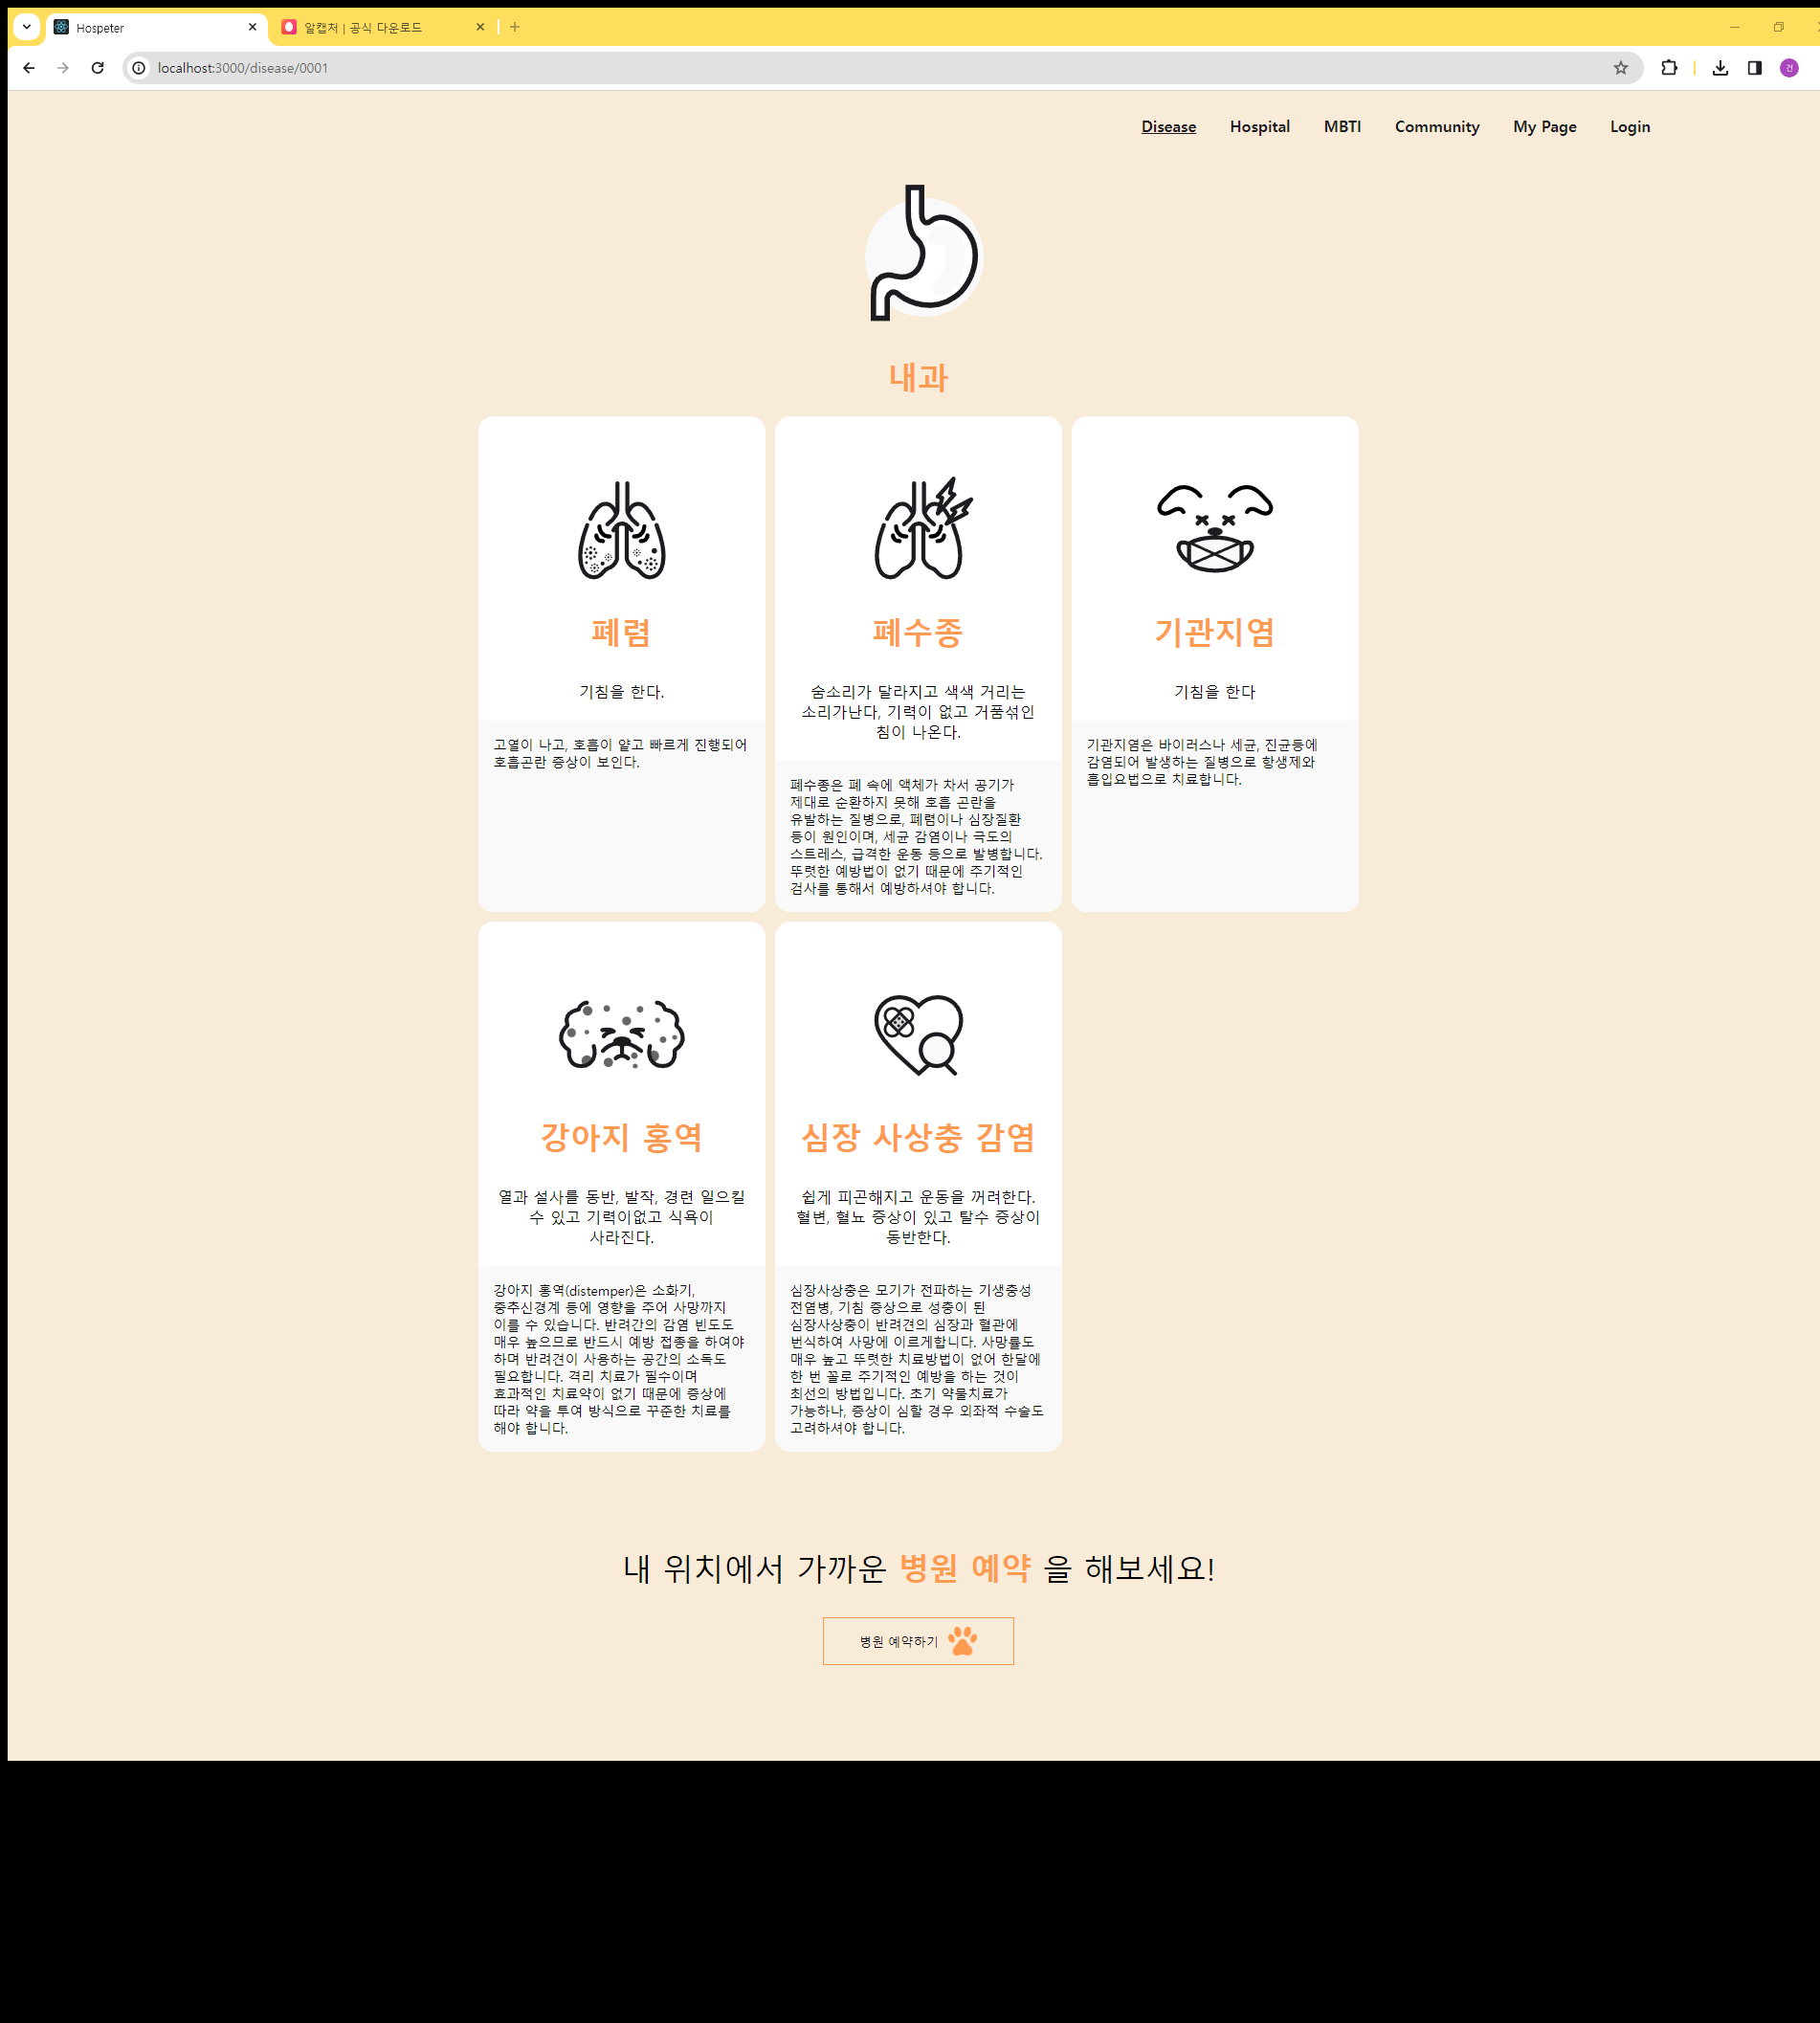 Hospeter
알캡처 | 공식 다운로드
localhost:3000/disease/0001
건
Disease Hospital MBTI Community My Page Login
내과
폐렴
기침을 한다.
고열이 나고, 호흡이 얕고 빠르게 진행되어
호흡곤란 증상이 보인다.
폐수종
숨소리가 달라지고 색색 거리는
소리가난다, 기력이 없고 거품섞인
침이 나온다.
폐수종은 폐 속에 액체가 차서 공기가
제대로 순환하지 못해 호흡 곤란을
유발하는 질병으로, 폐렴이나 심장질환
등이 원인이며, 세균 감염이나 극도의
스트레스, 급격한 운동 등으로 발병합니다.
뚜렷한 예방법이 없기 때문에 주기적인
검사를 통해서 예방하셔야 합니다.
기관지염
기침을 한다
기관지염은 바이러스나 세균, 진균등에
감염되어 발생하는 질병으로 항생제와
흡입요법으로 치료합니다.
강아지 홍역
열과 설사를 동반, 발작, 경련 일으킬
수 있고 기력이없고 식욕이
사라진다.
강아지 홍역(distemper)은 소화기,
중추신경계 등에 영향을 주어 사망까지
이를 수 있습니다. 반려간의 감염 빈도도
매우 높으므로 반드시 예방 접종을 하여야
하며 반려견이 사용하는 공간의 소독도
필요합니다. 격리 치료가 필수이며
효과적인 치료약이 없기 때문에 증상에
따라 약을 투여 방식으로 꾸준한 치료를
해야 합니다.
심장 사상충 감염
쉽게 피곤해지고 운동을 꺼려한다.
혈변, 혈뇨 증상이 있고 탈수 증상이
동반한다.
심장사상충은 모기가 전파하는 기생충성
전염병, 기침 증상으로 성충이 된
심장사상충이 반려견의 심장과 혈관에
번식하여 사망에 이르게합니다. 사망률도
매우 높고 뚜렷한 치료방법이 없어 한달에
한 번 꼴로 주기적인 예방을 하는 것이
최선의 방법입니다. 초기 약물치료가
가능하나, 증상이 심할 경우 외좌적 수술도
고려하셔야 합니다.
내 위치에서 가까운 병원 예약 을 해보세요!
병원 예약하기